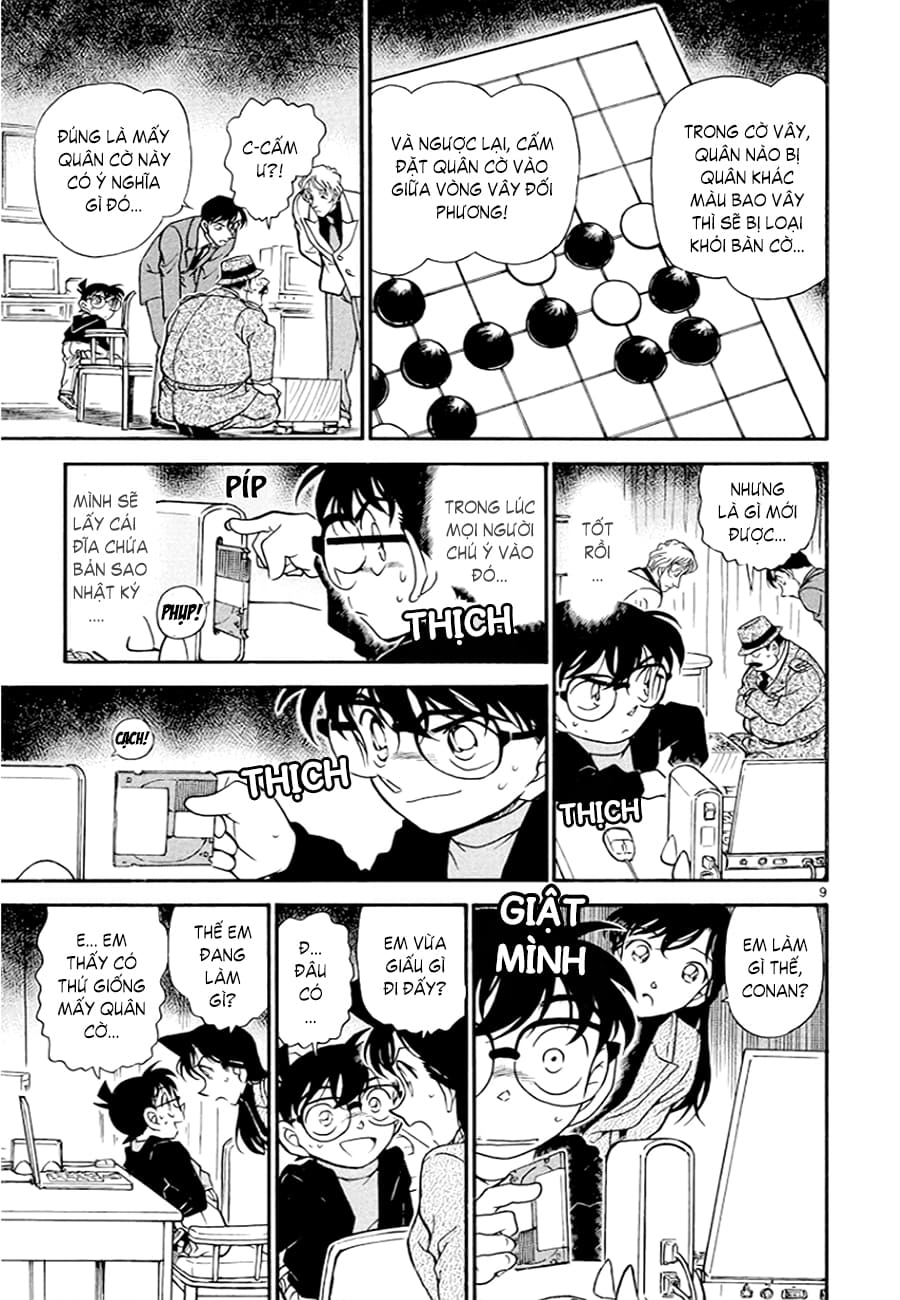 TRONG CỜ VÂY,
QUÂN NÀO BỊ
QUÂN KHÁC
MÀU BAO VÂY
THÌ SẼ BỊ LOẠI
KHỎI BÀN CỜ...
VÀ NGƯỢC LẠI, CẤM
ĐẶT QUÂN CỜ VÀO
GIỮA VÒNG VÂY ĐỐI
PHƯƠNG!
C-CẤM
Ư?!
ĐÚNG LÀ MẤY
QUÂN CỜ NÀY
CÓ Ý NGHĨA
GÌ ĐÓ...
NHƯNG
LÀ GÌ MỚI
ĐƯỢC...
TỐT
RỒI
...
THỊCH
TRONG LÚC
MỌI NGƯỜI
CHÚ Ý VÀO
ĐÓ...
THỊCH
PÍP
MÌNH SẼ
LẤY CÁI
ĐĨA CHỨA
BẢN SAO
NHẬT KÝ
....
PHỤP!
THỊCH
CẠCH!
9
EM LÀM
GÌ THẾ,
CONAN?
GIẬT
MÌNH
EM VỪA
GIẤU GÌ
ĐI ĐẤY?
Đ...
ĐÂU CÓ
...
THẾ EM
ĐANG
LÀM
GÌ?
E... EM
THẤY CÓ
THỨ GIỐNG
MẤY QUÂN
CỜ...